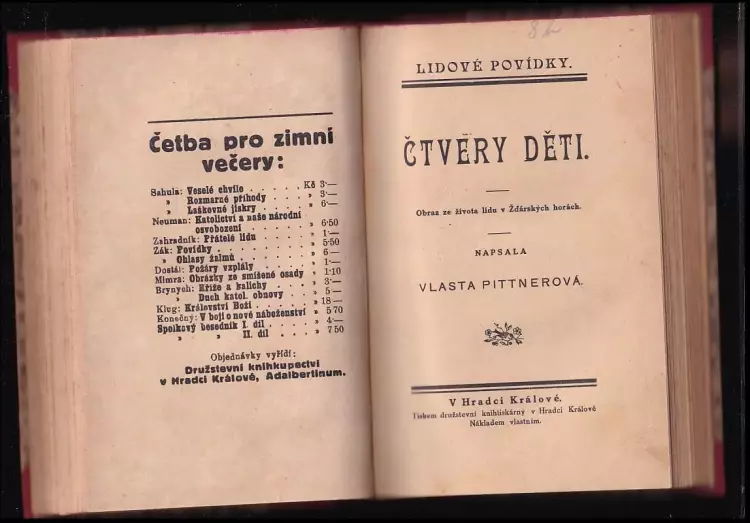 Četba pro zimní
večery:
Sahula: Veselé chvíle . . . . . Kč 3·—
» Rozmarné příhody . . . . » 3·—
» Laškovné jiskry . . . . » 6·—
Neuman: Katolictví a naše národní
osvobození . . . . . . » 6·50
Zahradník: Přátelé lidu . . . . . » 1·—
Žák: Povídky . . . . . . . . » 5·50
» Ohlasy žalmů . . . . . . » 6·—
Dostál: Požáry vzplály . . . . . » 1·—
Mimra: Obrázky ze smíšené osady . » 1·10
Brynych: Kříže a kalichy . . . . » 3·—
» Duch katol. obnovy . . » 5·—
Klug: Království Boží . . . . . » 18·—
Konečný: V boji o nové náboženství » 5·70
Spolkový besedník I. díl . . . . » 4·—
» » II. díl . . . . » 7·50
Objednávky vyřídí:
Družstevní knihkupectví
v Hradci Králové, Adalbertinum.
LIDOVÉ POVÍDKY.
ČTVERY DĚTI.
Obraz ze života lidu v Žďárských horách.
NAPSALA
VLASTA PITTNEROVÁ.
V Hradci Králové.
Tiskem družstevní knihtiskárny v Hradci Králové
Nákladem vlastním.